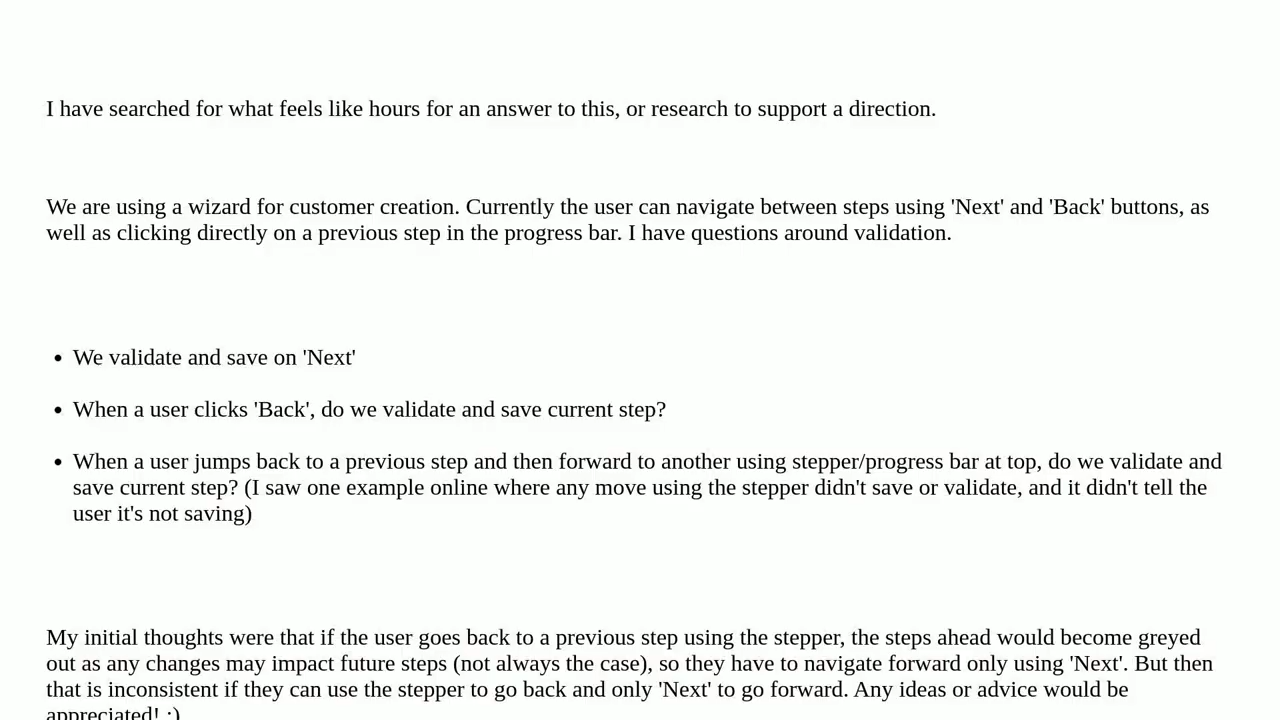 I have searched for what feels like hours for an answer to this, or research to support a direction.
We are using a wizard for customer creation. Currently the user can navigate between steps using 'Next' and 'Back' buttons, as
well as clicking directly on a previous step in the progress bar. I have questions around validation.
• We validate and save on 'Next'
• When a user clicks 'Back', do we validate and save current step?
• When a user jumps back to a previous step and then forward to another using stepper/progress bar at top, do we validate and
save current step? (I saw one example online where any move using the stepper didn't save or validate, and it didn't tell the
user it's not saving)
My initial thoughts were that if the user goes back to a previous step using the stepper, the steps ahead would become greyed
out as any changes may impact future steps (not always the case), so they have to navigate forward only using 'Next'. But then
that is inconsistent if they can use the stepper to go back and only 'Next' to go forward. Any ideas or advice would be
appreciated! :)